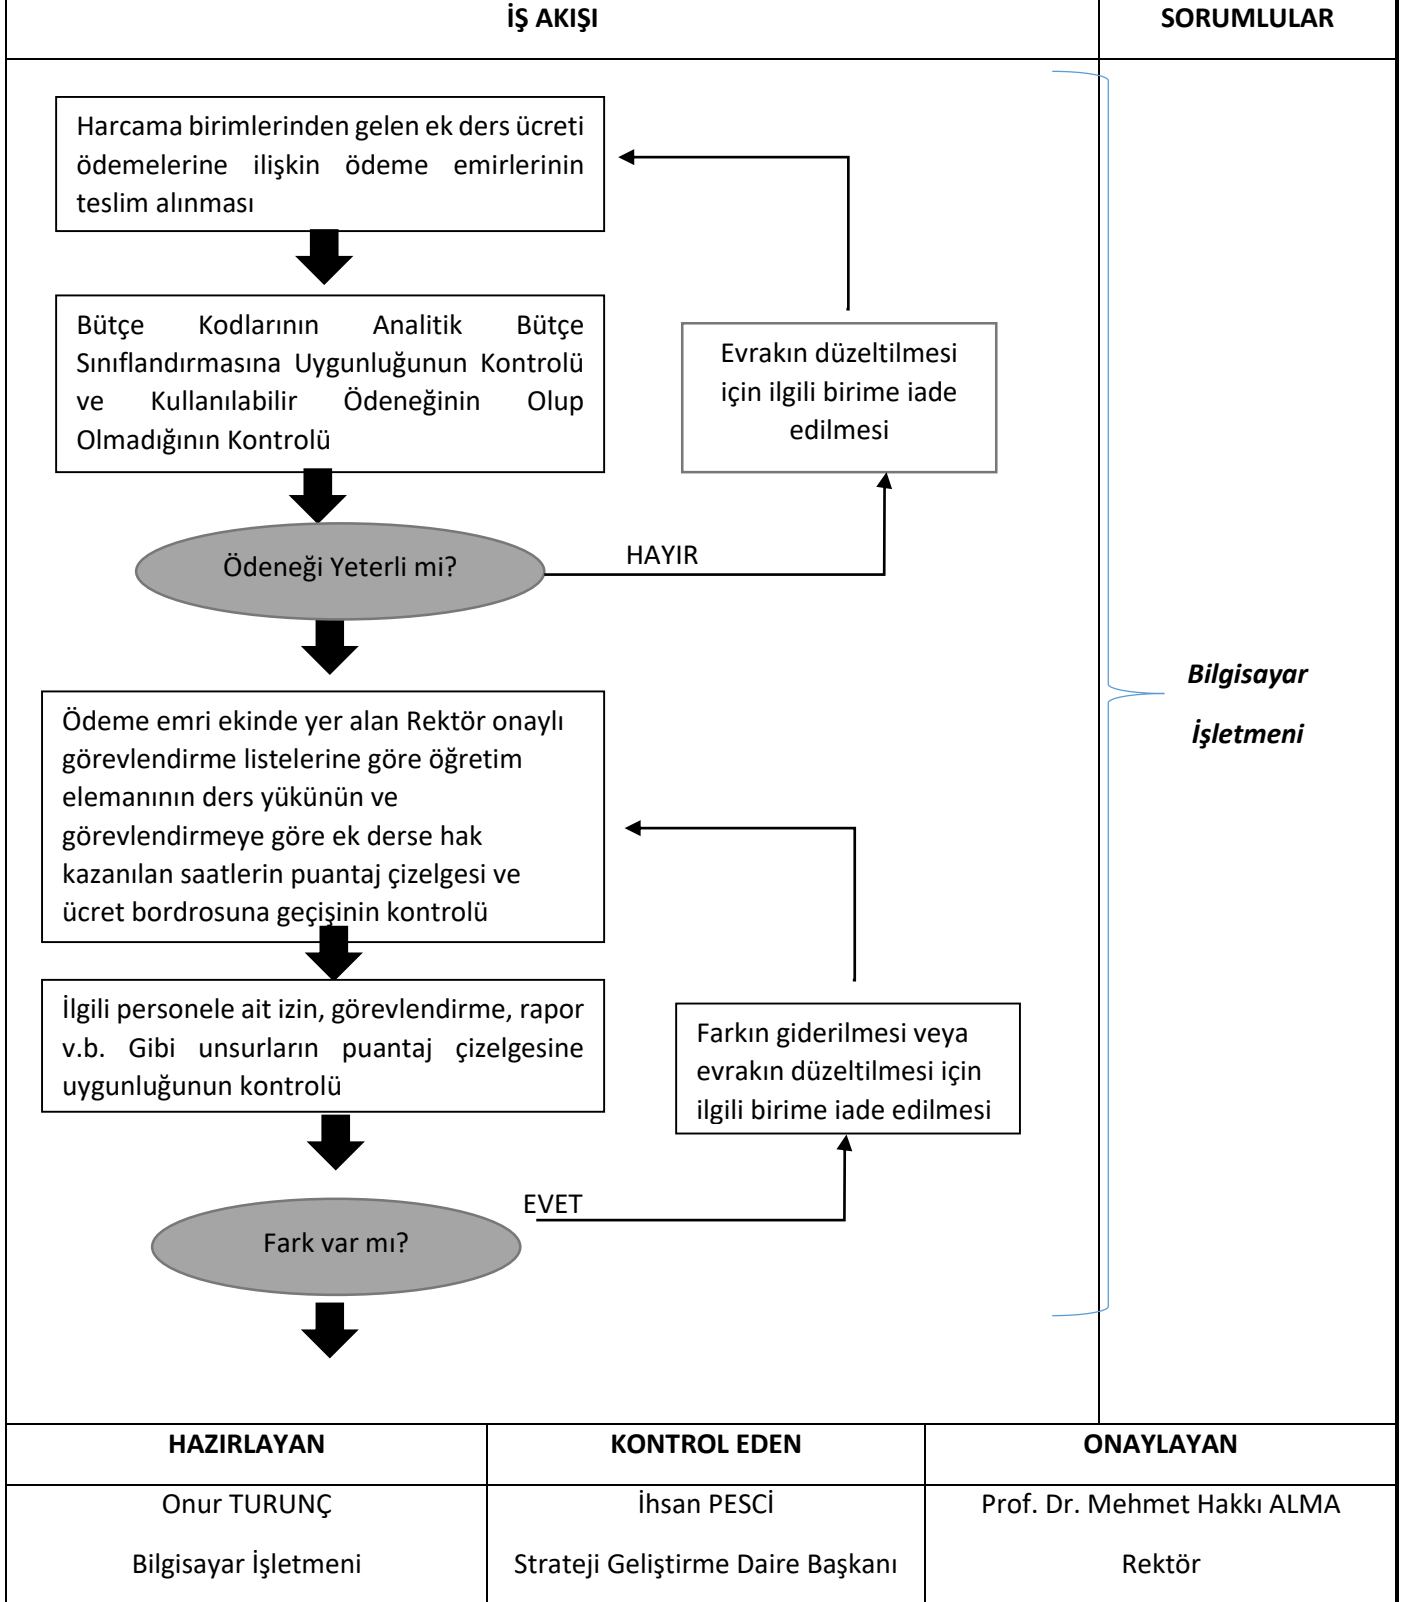 İŞ AKIŞI
SORUMLULAR
Harcama birimlerinden gelen ek ders ücreti
ödemelerine ilişkin ödeme emirlerinin
teslim alınması
Bütçe Kodlarının Analitik Bütçe
Sınıflandırmasına Uygunluğunun Kontrolü
ve Kullanılabilir Ödeneğinin Olup
Olmadığının Kontrolü
Evrakın düzeltilmesi
için ilgili birime iade
edilmesi
Ödeneği Yeterli mi?
HAYIR
Ödeme emri ekinde yer alan Rektör onaylı
görevlendirme listelerine göre öğretim
elemanının ders yükünün ve
görevlendirmeye göre ek derse hak
kazanılan saatlerin puantaj çizelgesi ve
ücret bordrosuna geçişinin kontrolü
Bilgisayar
İşletmeni
İlgili personele ait izin, görevlendirme, rapor
v.b. Gibi unsurların puantaj çizelgesine
uygunluğunun kontrolü
Farkın giderilmesi veya
evrakın düzeltilmesi için
ilgili birime iade edilmesi
EVET
Fark var mı?
HAZIRLAYAN
KONTROL EDEN
ONAYLAYAN
Onur TURUNÇ
İhsan PESCİ
Prof. Dr. Mehmet Hakkı ALMA
Bilgisayar İşletmeni
Strateji Geliştirme Daire Başkanı
Rektör